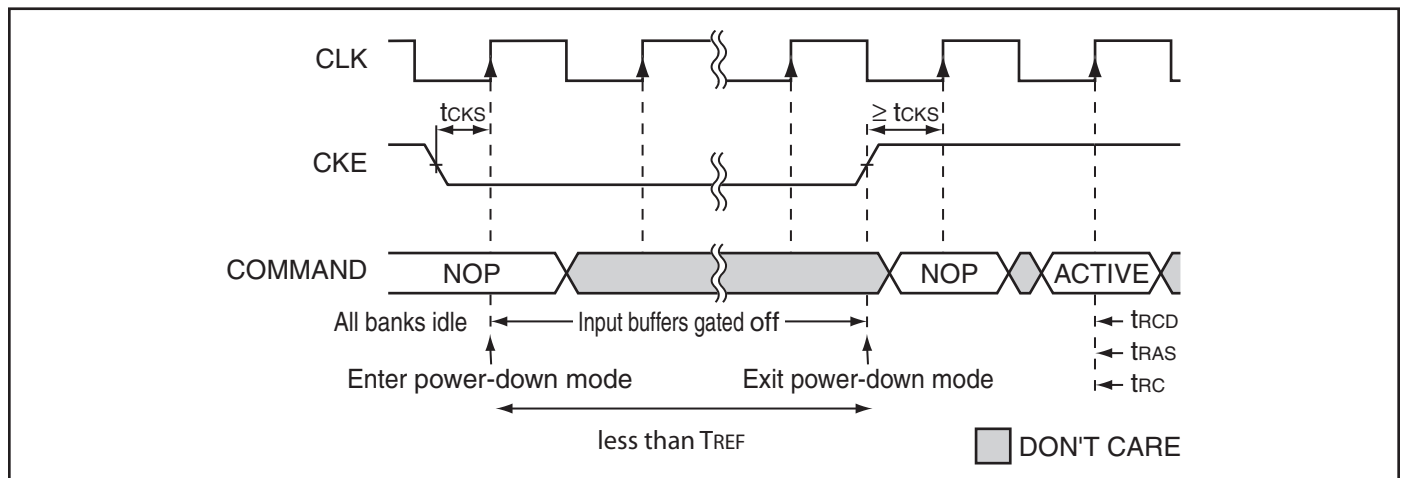 CLK
tCKS
≥ tCKS
CKE
COMMAND
NOP
NOP
ACTIVE
All banks idle
Input buffers gated off
tRCD
tRAS
tRC
Enter power-down mode
Exit power-down mode
less than TREF
DON'T CARE